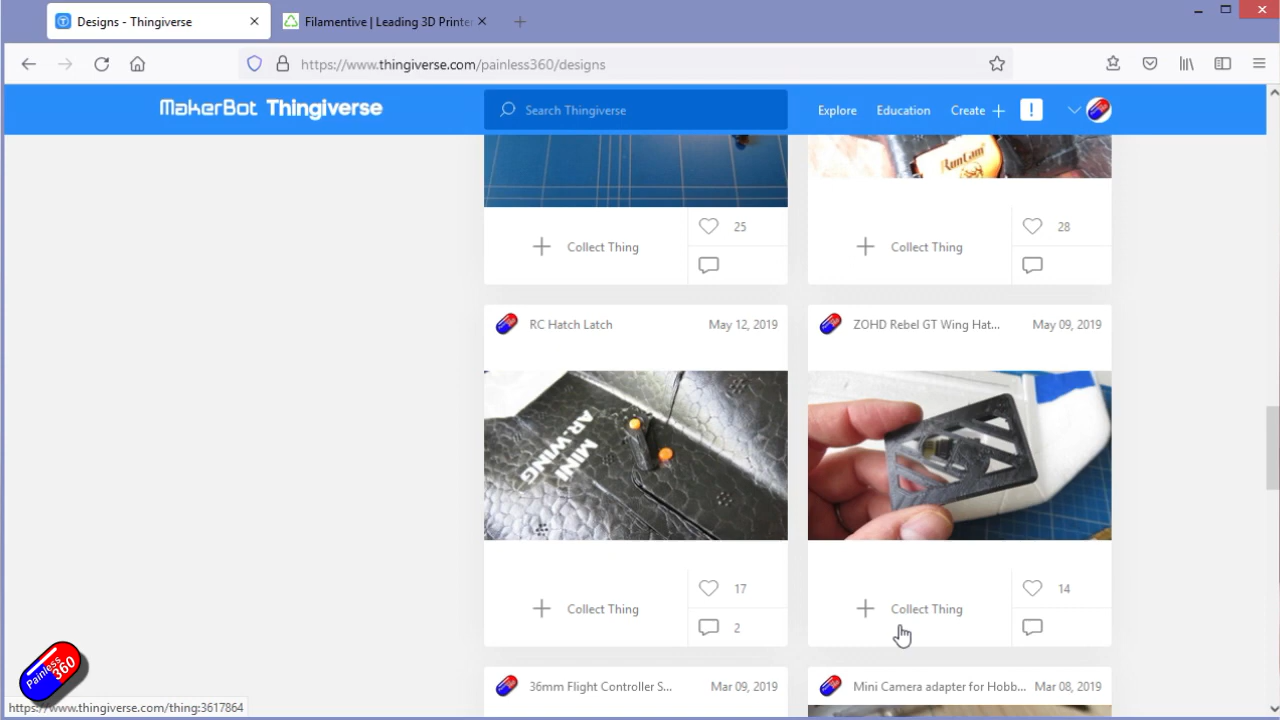 Designs - Thingiverse
Filamentive | Leading 3D Printe
https://www.thingiverse.com/painless360/designs
MakerBot Thingiverse
Search Thingiverse
Explore
Education
Create
RunCam
25
Collect Thing
28
Collect Thing
RC Hatch Latch
May 12, 2019
ZOHD Rebel GT Wing Hat...
May 09, 2019
MINI
AR.WING
17
Collect Thing
2
14
Collect Thing
36mm Flight Controller S...
Mar 09, 2019
Mini Camera adapter for Hobb...
Mar 08, 2019
Painless
360
https://www.thingiverse.com/thing:3617864